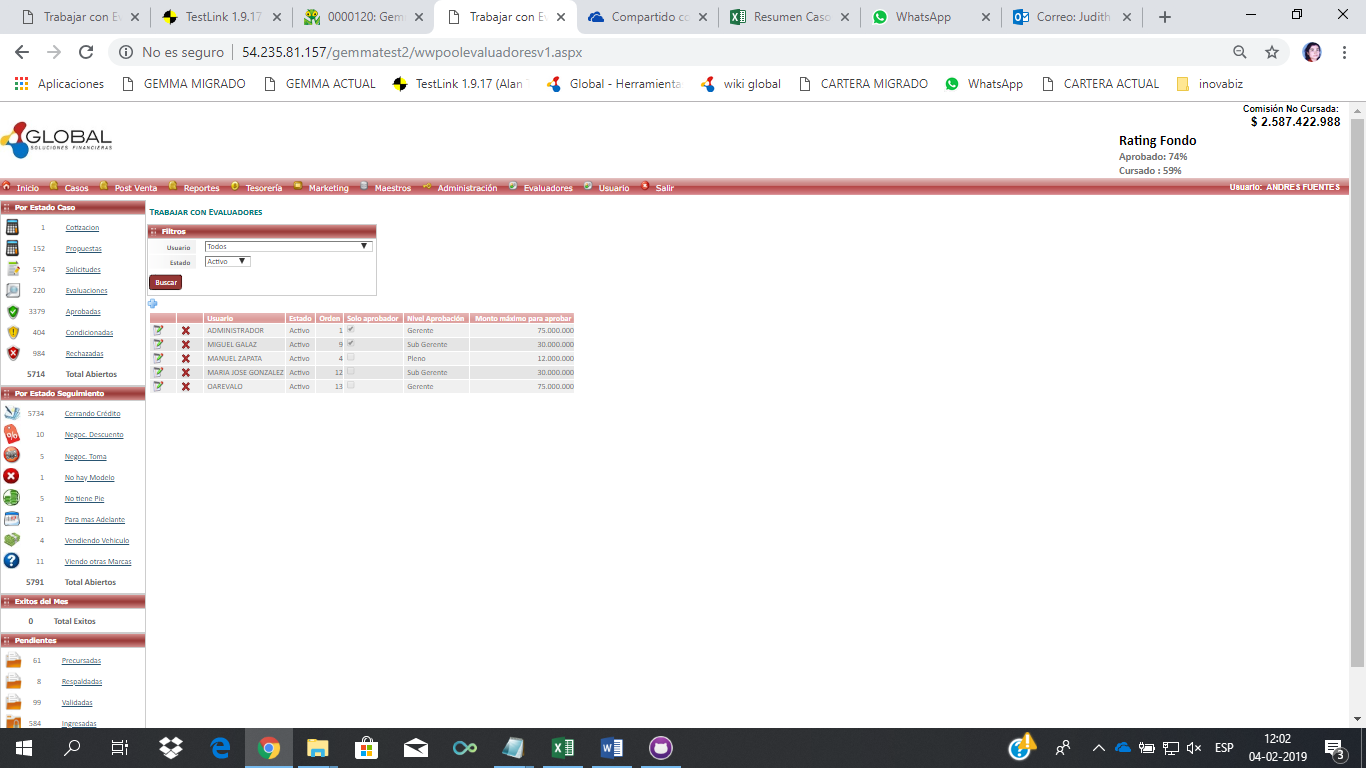 Trabajar con Ev
TestLink 1.9.17
0000120: Gem
Trabajar con Ev
Compartido co
Resumen Caso
WhatsApp
Correo: Judith
No es seguro
54.235.81.157/gemmatest2/wwpoolevaluadoresv1.aspx
Aplicaciones
GEMMA MIGRADO
GEMMA ACTUAL
TestLink 1.9.17 (Alan
Global - Herramienta
wiki global
CARTERA MIGRADO
WhatsApp
CARTERA ACTUAL
inovabiz
GLOBAL
SOLUCIONES FINANCIERAS
Comisión No Cursada:
$ 2.587.422.988
Rating Fondo
Aprobado: 74%
Cursado : 59%
Inicio Casos Post Venta Reportes Tesorería Marketing Maestros Administración Evaluadores Usuario Salir
Usuario: ANDRES FUENTES
Por Estado Caso
1 Cotizacion
152 Propuestas
574 Solicitudes
220 Evaluaciones
3379 Aprobadas
404 Condicionadas
984 Rechazadas
5714 Total Abiertos
Por Estado Seguimiento
5734 Cerrando Crédito
10 Negoc. Descuento
5 Negoc. Toma
1 No hay Modelo
5 No tiene Pie
21 Para mas Adelante
4 Vendiendo Vehiculo
11 Viendo otras Marcas
5791 Total Abiertos
Exitos del Mes
0 Total Exitos
Pendientes
61 Precursadas
8 Respaldadas
99 Validadas
584 Ingresadas
TRABAJAR CON EVALUADORES
Filtros
Usuario Todos
Estado Activo
Buscar
Usuario Estado Orden Solo aprobador Nivel Aprobación Monto máximo para aprobar
ADMINISTRADOR Activo 1 Gerente 75.000.000
MIGUEL GALAZ Activo 9 Sub Gerente 30.000.000
MANUEL ZAPATA Activo 4 Pleno 12.000.000
MARIA JOSE GONZALEZ Activo 12 Sub Gerente 30.000.000
OAREVALO Activo 13 Gerente 75.000.000
ESP
12:02
04-02-2019
3